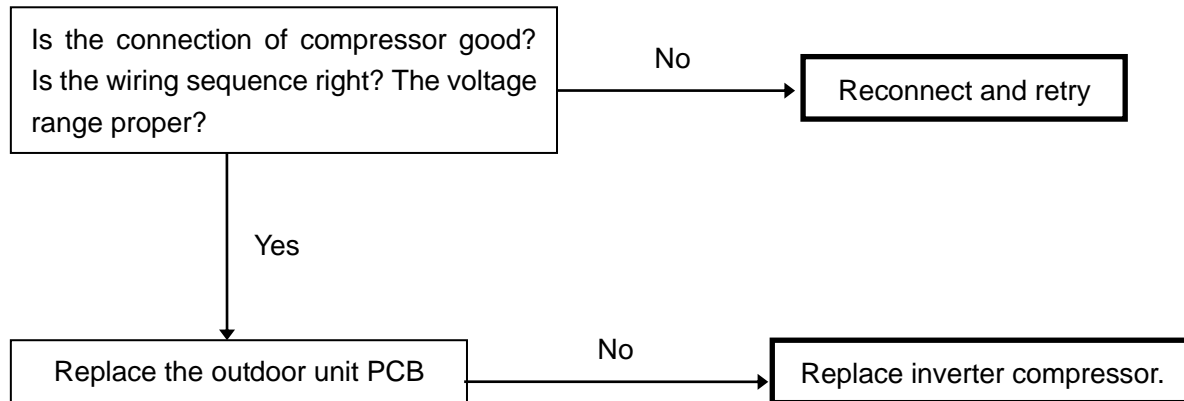 Is the connection of compressor good?
Is the wiring sequence right? The voltage
range proper?
No
Reconnect and retry
Yes
Replace the outdoor unit PCB
No
Replace inverter compressor.